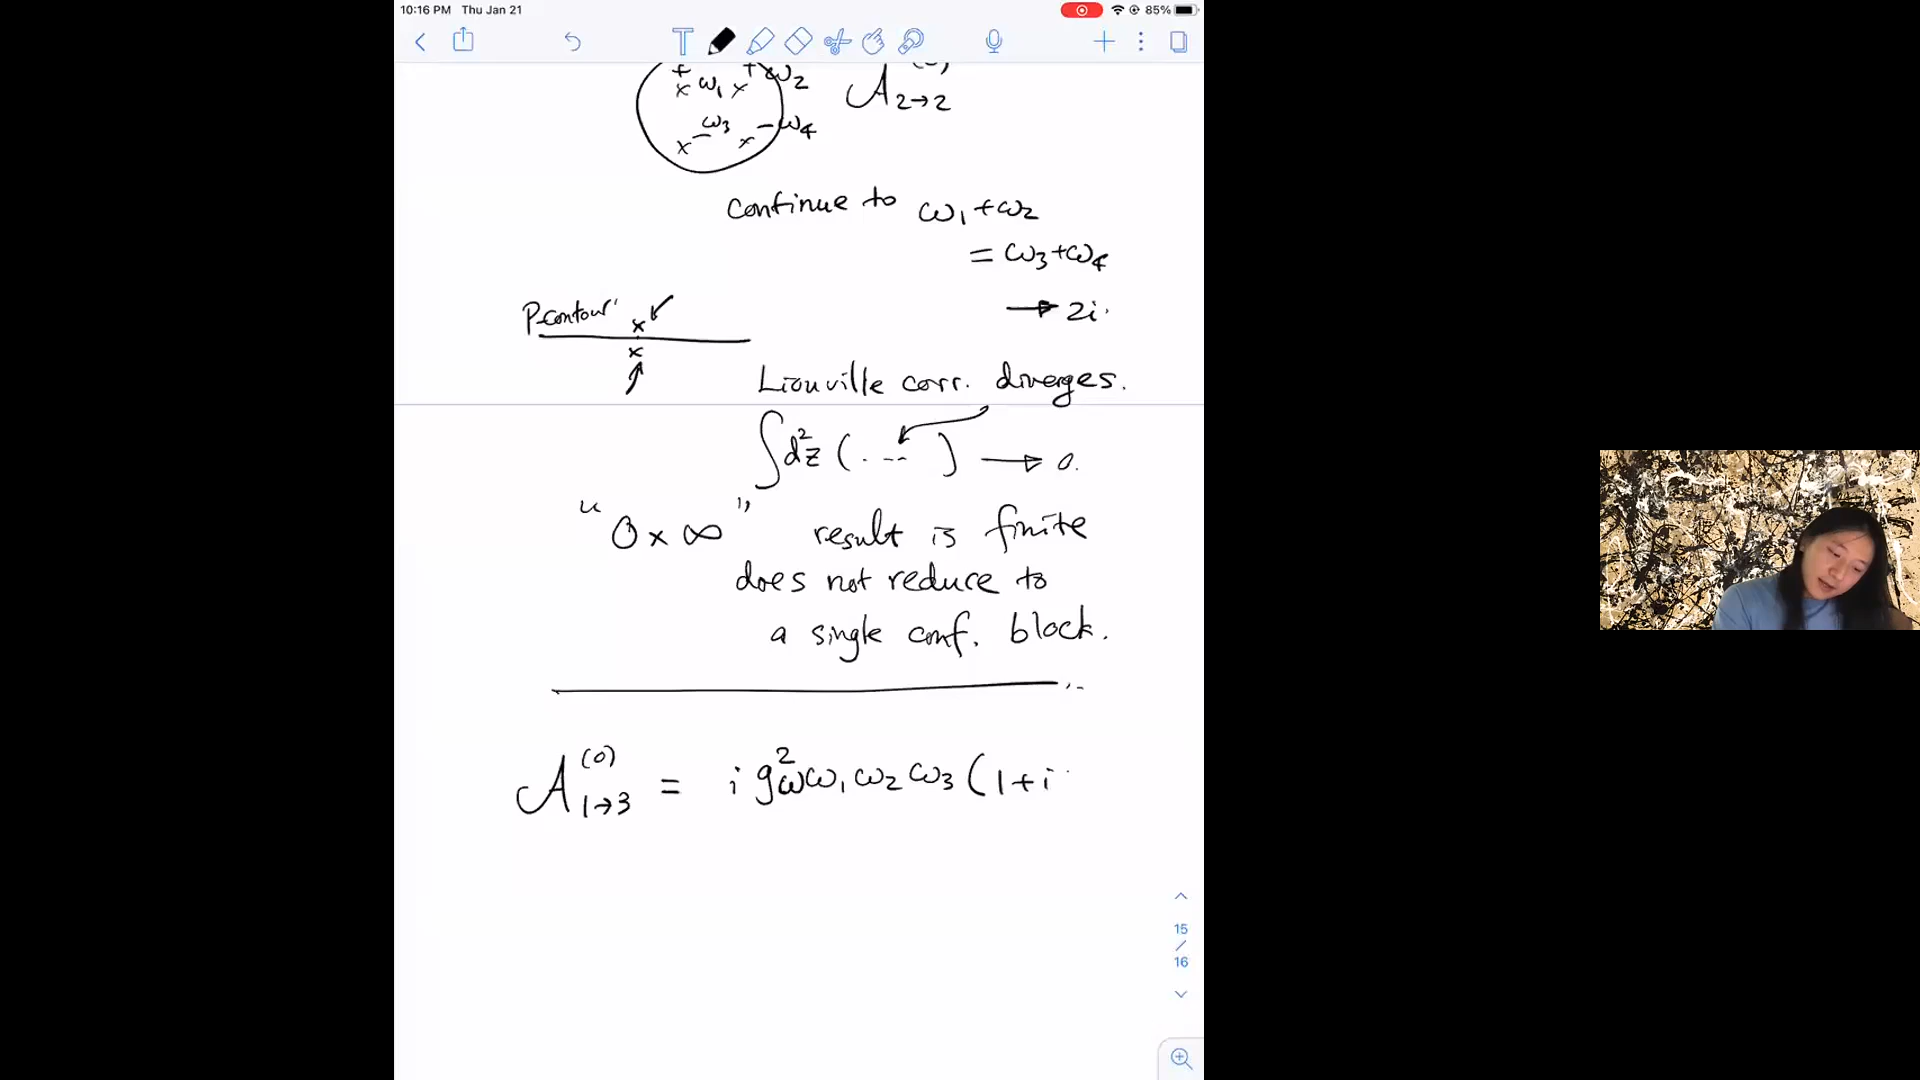 10:16 PM Thu Jan 21
85%
+ +
x ω₁ x ω₂ A₂→₂
ω₃ -ω₄
x x
continue to ω₁+ω₂
= ω₃+ω₄
→ 2i.
P-contour
x
x
Liouville corr. diverges.
∫d²z (....) → 0.
"0 × ∞" result is finite
does not reduce to
a single conf. block.
A⁽⁰⁾₁→₃ = i g²ωω₁ω₂ω₃(1+i
15
/
16